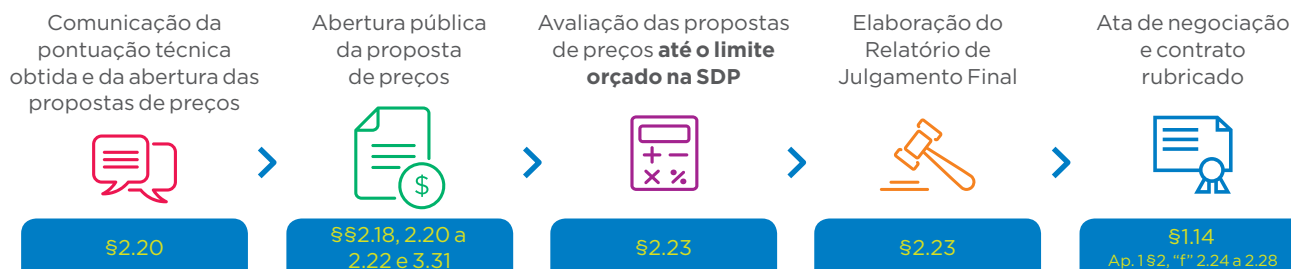 Comunicação da
pontuação técnica
obtida e da abertura das
propostas de preços
§2.20
Abertura pública
da proposta
de preços
$
§§2.18, 2.20 a
2.22 e 3.31
Avaliação das propostas
de preços até o limite
orçado na SDP
§2.23
Elaboração do
Relatório de
Julgamento Final
§2.23
Ata de negociação
e contrato
rubricado
§1.14
Ap. 1 §2, "f" 2.24 a 2.28